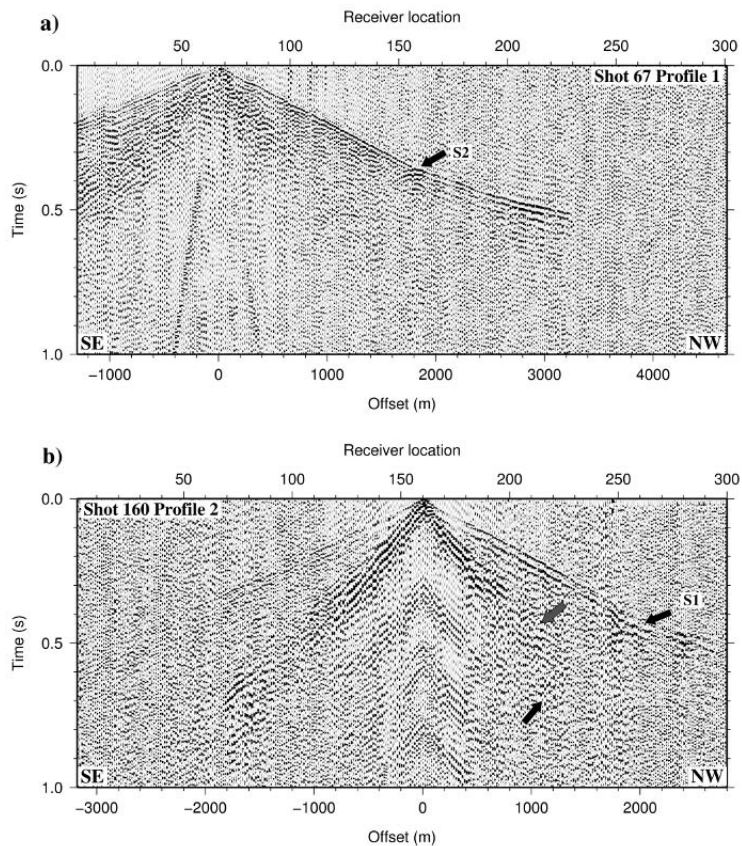 a)
Receiver location
0 50 100 150 200 250 300
0.0
Shot 67 Profile 1
S2
Time (s)
0.5
SE
NW
1.0
−1000 0 1000 2000 3000 4000
Offset (m)
b)
Receiver location
50 100 150 200 250 300
0.0
Shot 160 Profile 2
S1
Time (s)
0.5
SE
NW
1.0
−3000 −2000 −1000 0 1000 2000
Offset (m)